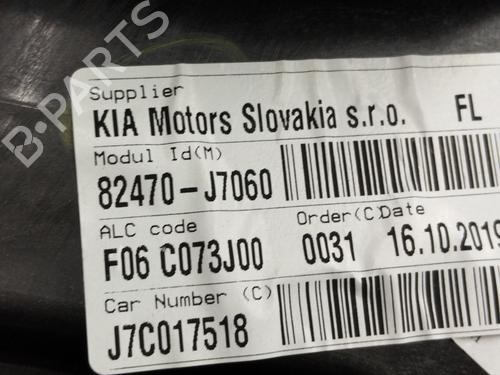 B-PARTS
Supplier
KIA Motors Slovakia s.r.o. FL
Modul Id(M)
82470-J7060
ALC code Order(C)Date
F06 C073J00 0031 16.10.2019
Car Number (C)
J7C017518